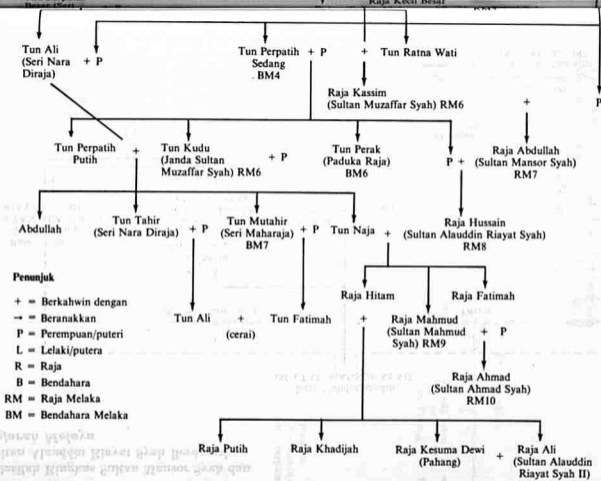 Raja Kecil Besar
Tun Ali
(Seri Nara
Diraja)
+ P
Tun Perpatih
Sedang
BM4
+ P
+
Tun Ratna Wati
Raja Kassim
(Sultan Muzaffar Syah) RM6
+
P
Tun Perpatih
Putih
+
Tun Kudu
(Janda Sultan
Muzaffar Syah) RM6
+ P
Tun Perak
(Paduka Raja)
BM6
P +
Raja Abdullah
(Sultan Mansor Syah)
RM7
Abdullah
Tun Tahir
(Seri Nara Diraja)
+ P
Tun Mutahir
(Seri Maharaja)
BM7
+ P
Tun Naja
+
Raja Hussain
(Sultan Alauddin Riayat Syah)
RM8
Penunjuk
+ = Berkahwin dengan
→ = Beranakkan
P = Perempuan/puteri
L = Lelaki/putera
R = Raja
B = Bendahara
RM = Raja Melaka
BM = Bendahara Melaka
Tun Ali
+
(cerai)
Tun Fatimah
Raja Hitam
+
Raja Mahmud
(Sultan Mahmud
Syah) RM9
+ P
Raja Fatimah
Raja Ahmad
(Sultan Ahmad Syah)
RM10
Raja Putih
Raja Khadijah
Raja Kesuma Dewi
(Pahang)
+
Raja Ali
(Sultan Alauddin
Riayat Syah II)